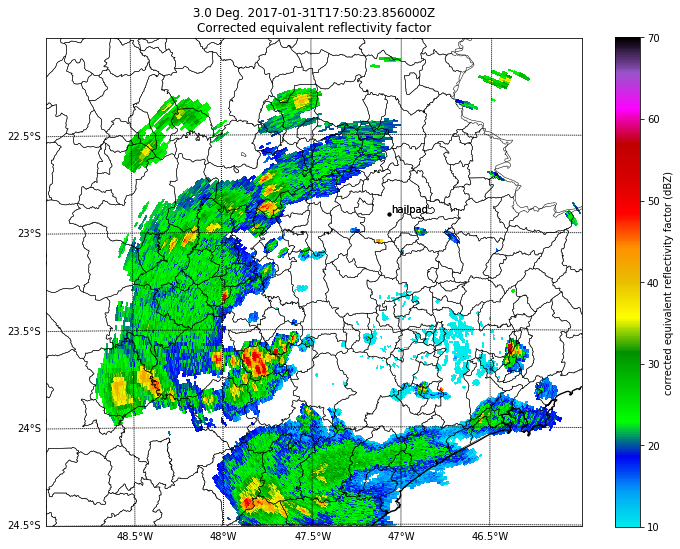 3.0 Deg. 2017-01-31T17:50:23.856000Z
Corrected equivalent reflectivity factor
70
60
50
40
30
20
10
corrected equivalent reflectivity factor (dBZ)
22.5°S
23°S
23.5°S
24°S
24.5°S
hailpad
48.5°W
48°W
47.5°W
47°W
46.5°W